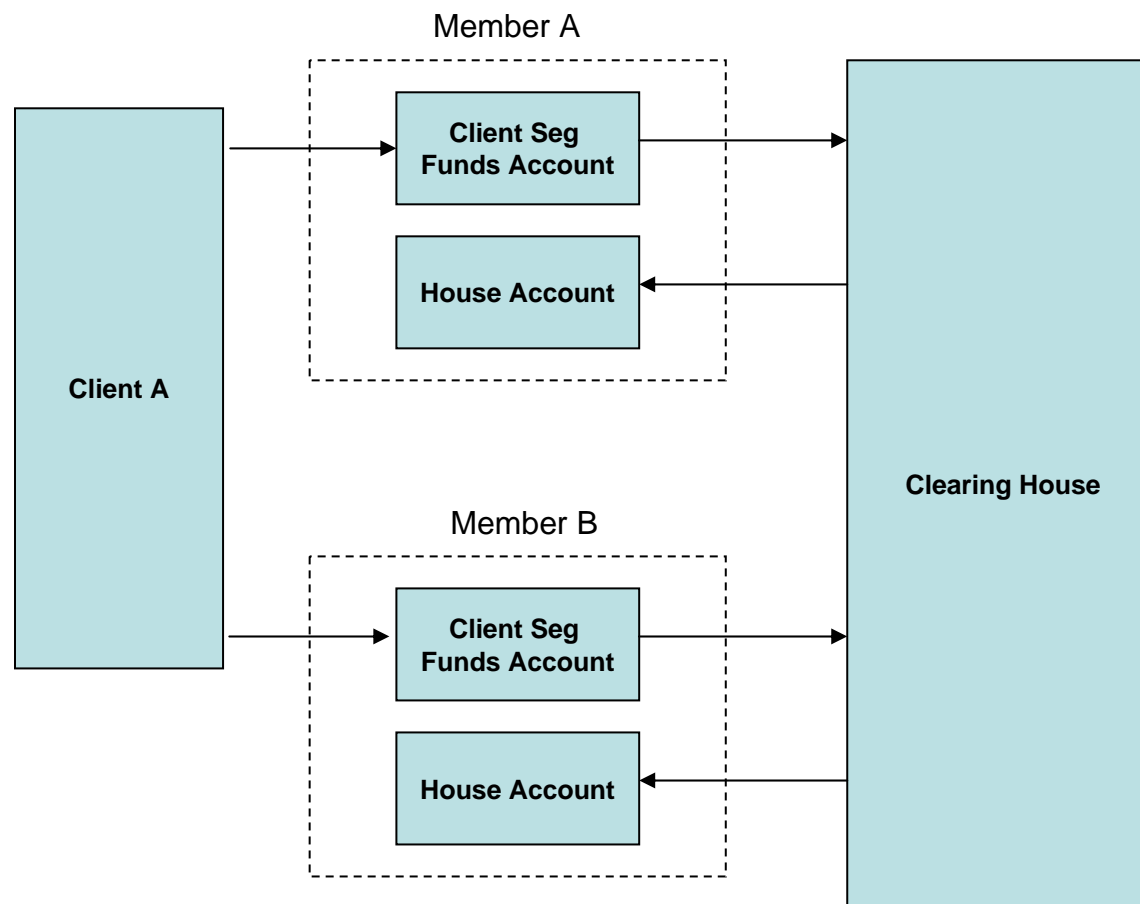 Member A
Client Seg
Funds Account
House Account
Client A
Clearing House
Member B
Client Seg
Funds Account
House Account